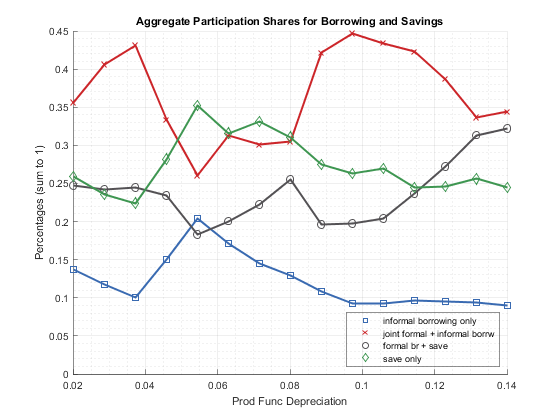 Aggregate Participation Shares for Borrowing and Savings
0.45
0.4
0.35
0.3
0.25
0.2
0.15
0.1
0.05
0
Percentages (sum to 1)
0.02
0.04
0.06
0.08
0.1
0.12
0.14
Prod Func Depreciation
informal borrowing only
joint formal + informal borrw
formal br + save
save only